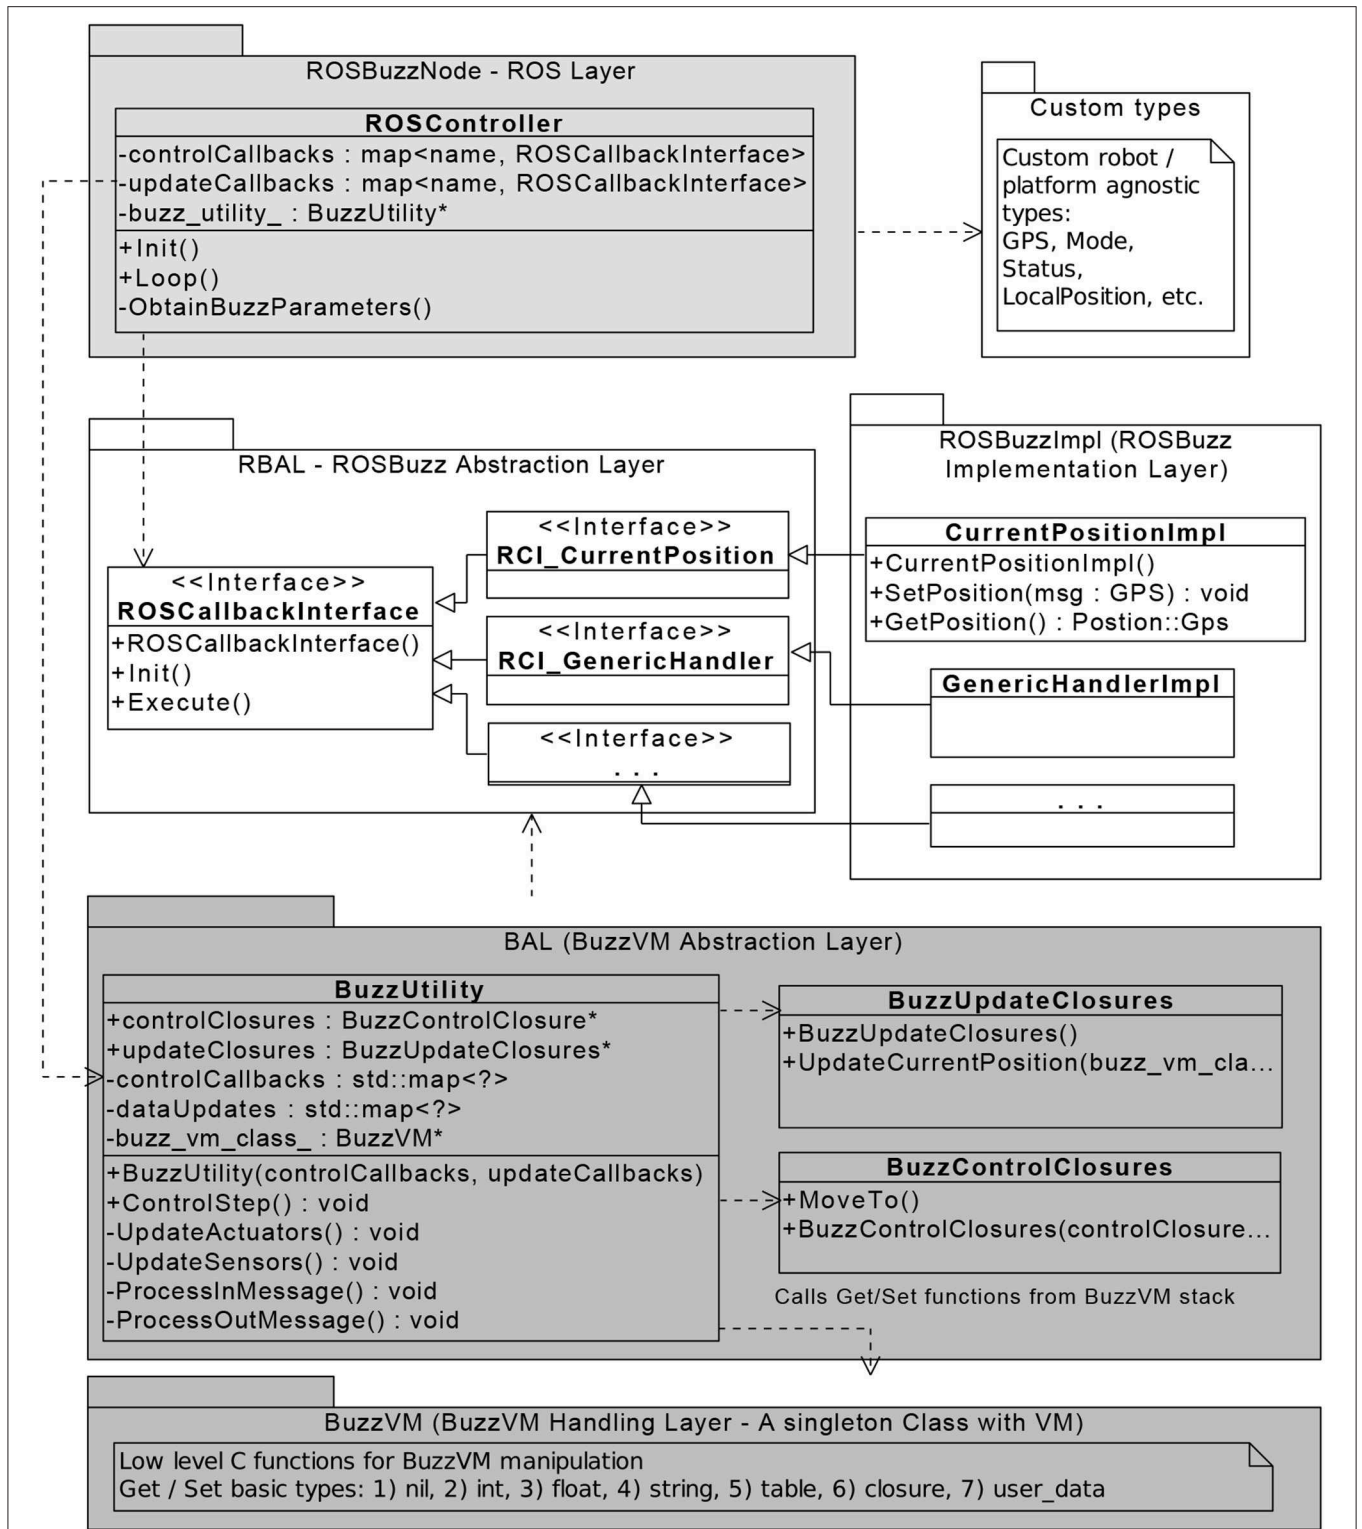 ROSBuzzNode - ROS Layer
ROSController
-controlCallbacks : map<name, ROSCallbackInterface>
-updateCallbacks : map<name, ROSCallbackInterface>
-buzz_utility_ : BuzzUtility*
+Init()
+Loop()
-ObtainBuzzParameters()
Custom types
Custom robot /
platform agnostic
types:
GPS, Mode,
Status,
LocalPosition, etc.
RBAL - ROSBuzz Abstraction Layer
<<Interface>>
ROSCallbackInterface
+ROSCallbackInterface()
+Init()
+Execute()
<<Interface>>
RCI_CurrentPosition
<<Interface>>
RCI_GenericHandler
<<Interface>>
. . .
ROSBuzzImpl (ROSBuzz
Implementation Layer)
CurrentPositionImpl
+CurrentPositionImpl()
+SetPosition(msg : GPS) : void
+GetPosition() : Postion::Gps
GenericHandlerImpl
. . .
BAL (BuzzVM Abstraction Layer)
BuzzUtility
+controlClosures : BuzzControlClosure*
+updateClosures : BuzzUpdateClosures*
-controlCallbacks : std::map<?>
-dataUpdates : std::map<?>
-buzz_vm_class_ : BuzzVM*
+BuzzUtility(controlCallbacks, updateCallbacks)
+ControlStep() : void
-UpdateActuators() : void
-UpdateSensors() : void
-ProcessInMessage() : void
-ProcessOutMessage() : void
BuzzUpdateClosures
+BuzzUpdateClosures()
+UpdateCurrentPosition(buzz_vm_cla...
BuzzControlClosures
+MoveTo()
+BuzzControlClosures(controlClosure...
Calls Get/Set functions from BuzzVM stack
BuzzVM (BuzzVM Handling Layer - A singleton Class with VM)
Low level C functions for BuzzVM manipulation
Get / Set basic types: 1) nil, 2) int, 3) float, 4) string, 5) table, 6) closure, 7) user_data